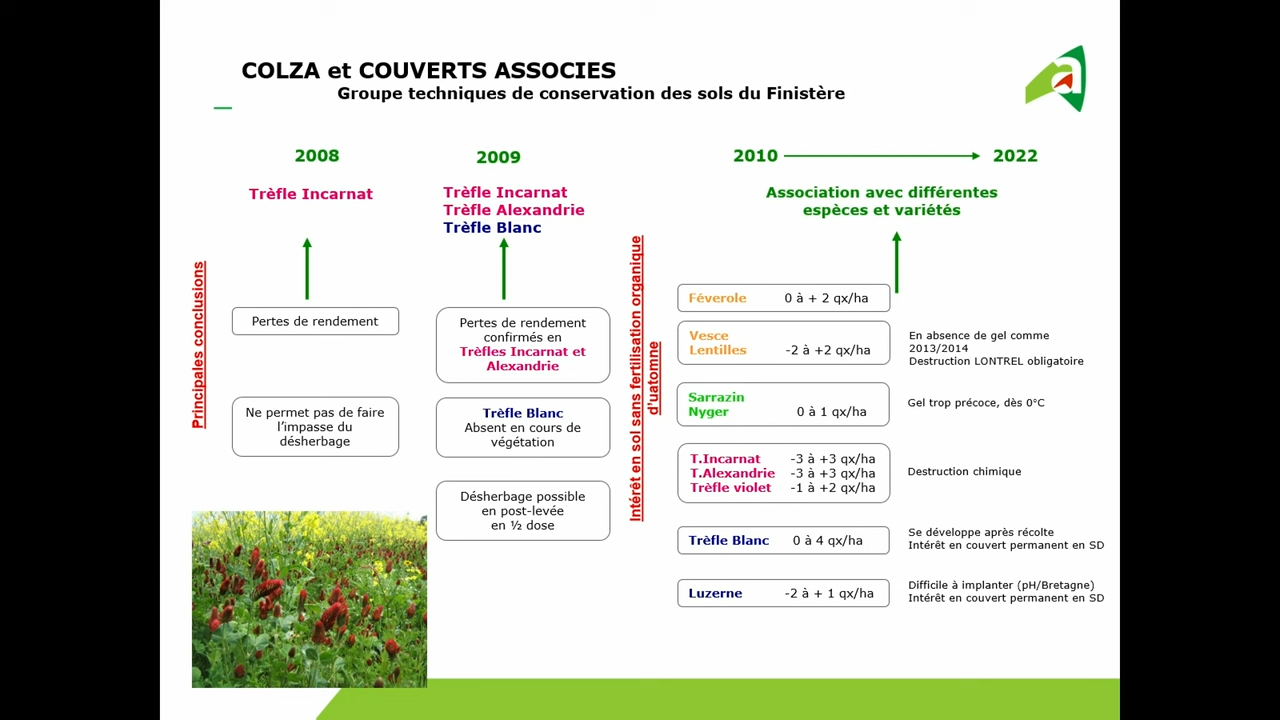 COLZA et COUVERTS ASSOCIES
Groupe techniques de conservation des sols du Finistère
2008
Trèfle Incarnat
Principales conclusions
Pertes de rendement
Ne permet pas de faire
l’impasse du
désherbage
2009
Trèfle Incarnat
Trèfle Alexandrie
Trèfle Blanc
Pertes de rendement
confirmés en
Trèfles Incarnat et
Alexandrie
Trèfle Blanc
Absent en cours de
végétation
Désherbage possible
en post-levée
en ½ dose
2010
2022
Association avec différentes
espèces et variétés
Intérêt en sol sans fertilisation organique
d’uatomne
Féverole 0 à + 2 qx/ha
Vesce
Lentilles -2 à +2 qx/ha
En absence de gel comme
2013/2014
Destruction LONTREL obligatoire
Sarrazin
Nyger 0 à 1 qx/ha
Gel trop précoce, dès 0°C
T.Incarnat -3 à +3 qx/ha
T.Alexandrie -3 à +3 qx/ha
Trèfle violet -1 à +2 qx/ha
Destruction chimique
Trèfle Blanc 0 à 4 qx/ha
Se développe après récolte
Intérêt en couvert permanent en SD
Luzerne -2 à + 1 qx/ha
Difficile à implanter (pH/Bretagne)
Intérêt en couvert permanent en SD